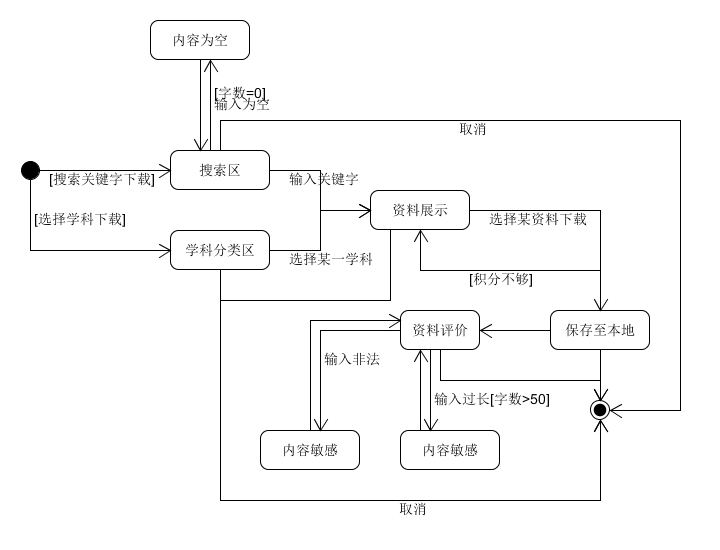 内容为空
[字数=0]
输入为空
取消
搜索区
[搜索关键字下载]
输入关键字
资料展示
[选择学科下载]
选择某资料下载
学科分类区
选择某一学科
[积分不够]
资料评价
保存至本地
输入非法
输入过长[字数>50]
内容敏感
内容敏感
取消